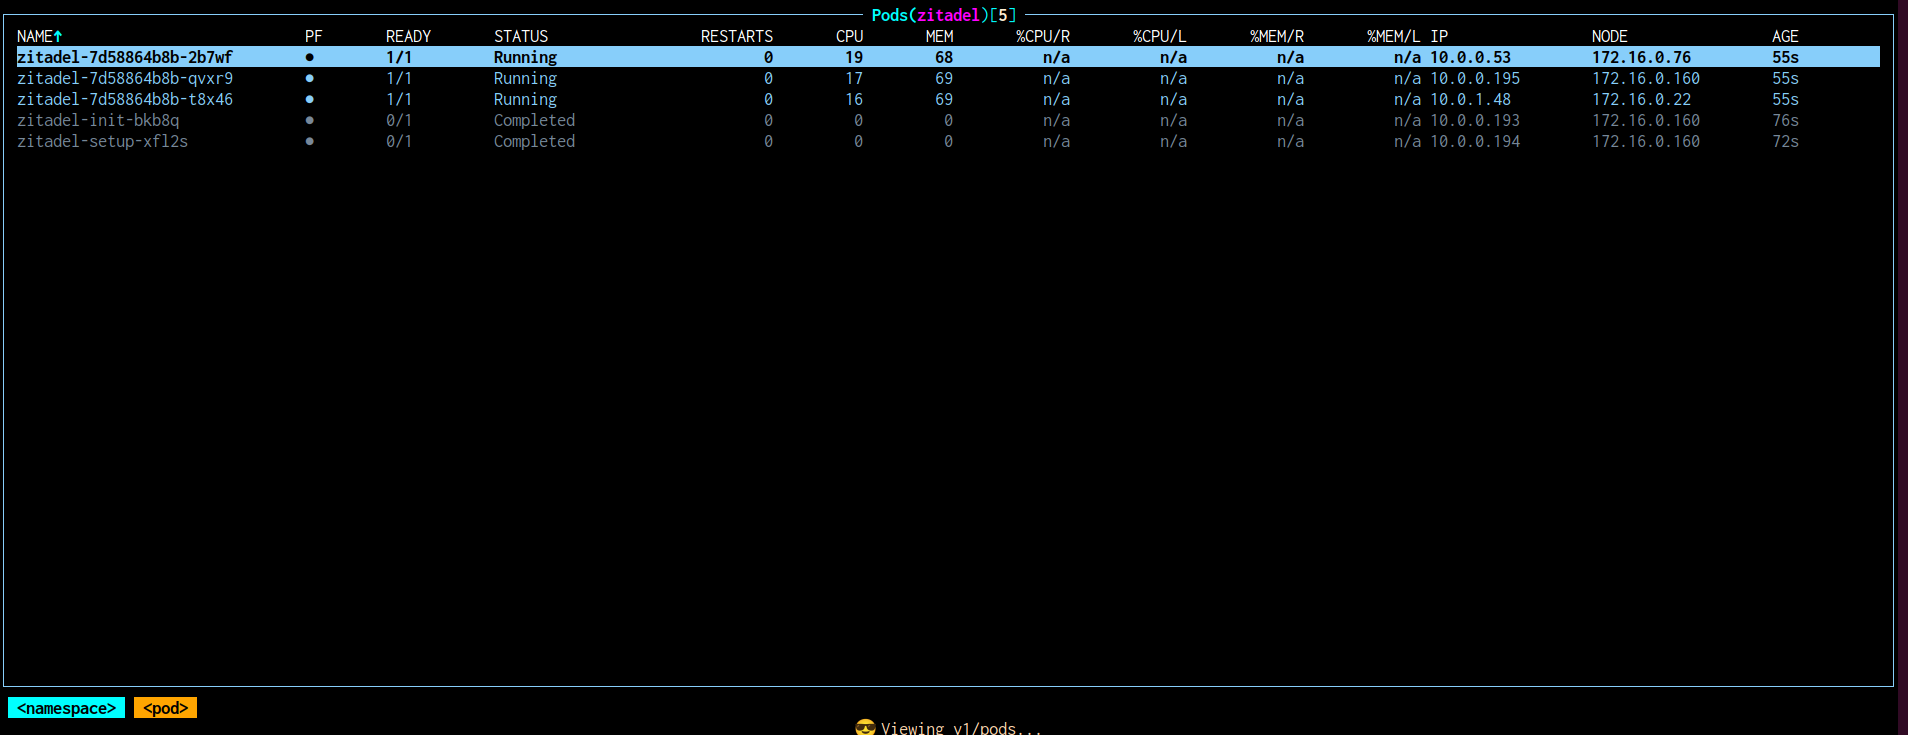 Pods(zitadel)[5]
NAME↑ PF READY STATUS RESTARTS CPU MEM %CPU/R %CPU/L %MEM/R %MEM/L IP NODE AGE
zitadel-7d58864b8b-2b7wf ● 1/1 Running 0 19 68 n/a n/a n/a n/a 10.0.0.53 172.16.0.76 55s
zitadel-7d58864b8b-qvxr9 ● 1/1 Running 0 17 69 n/a n/a n/a n/a 10.0.0.195 172.16.0.160 55s
zitadel-7d58864b8b-t8x46 ● 1/1 Running 0 16 69 n/a n/a n/a n/a 10.0.1.48 172.16.0.22 55s
zitadel-init-bkb8q ● 0/1 Completed 0 0 0 n/a n/a n/a n/a 10.0.0.193 172.16.0.160 76s
zitadel-setup-xfl2s ● 0/1 Completed 0 0 0 n/a n/a n/a n/a 10.0.0.194 172.16.0.160 72s
<namespace> <pod>
😎 Viewing v1/pods...